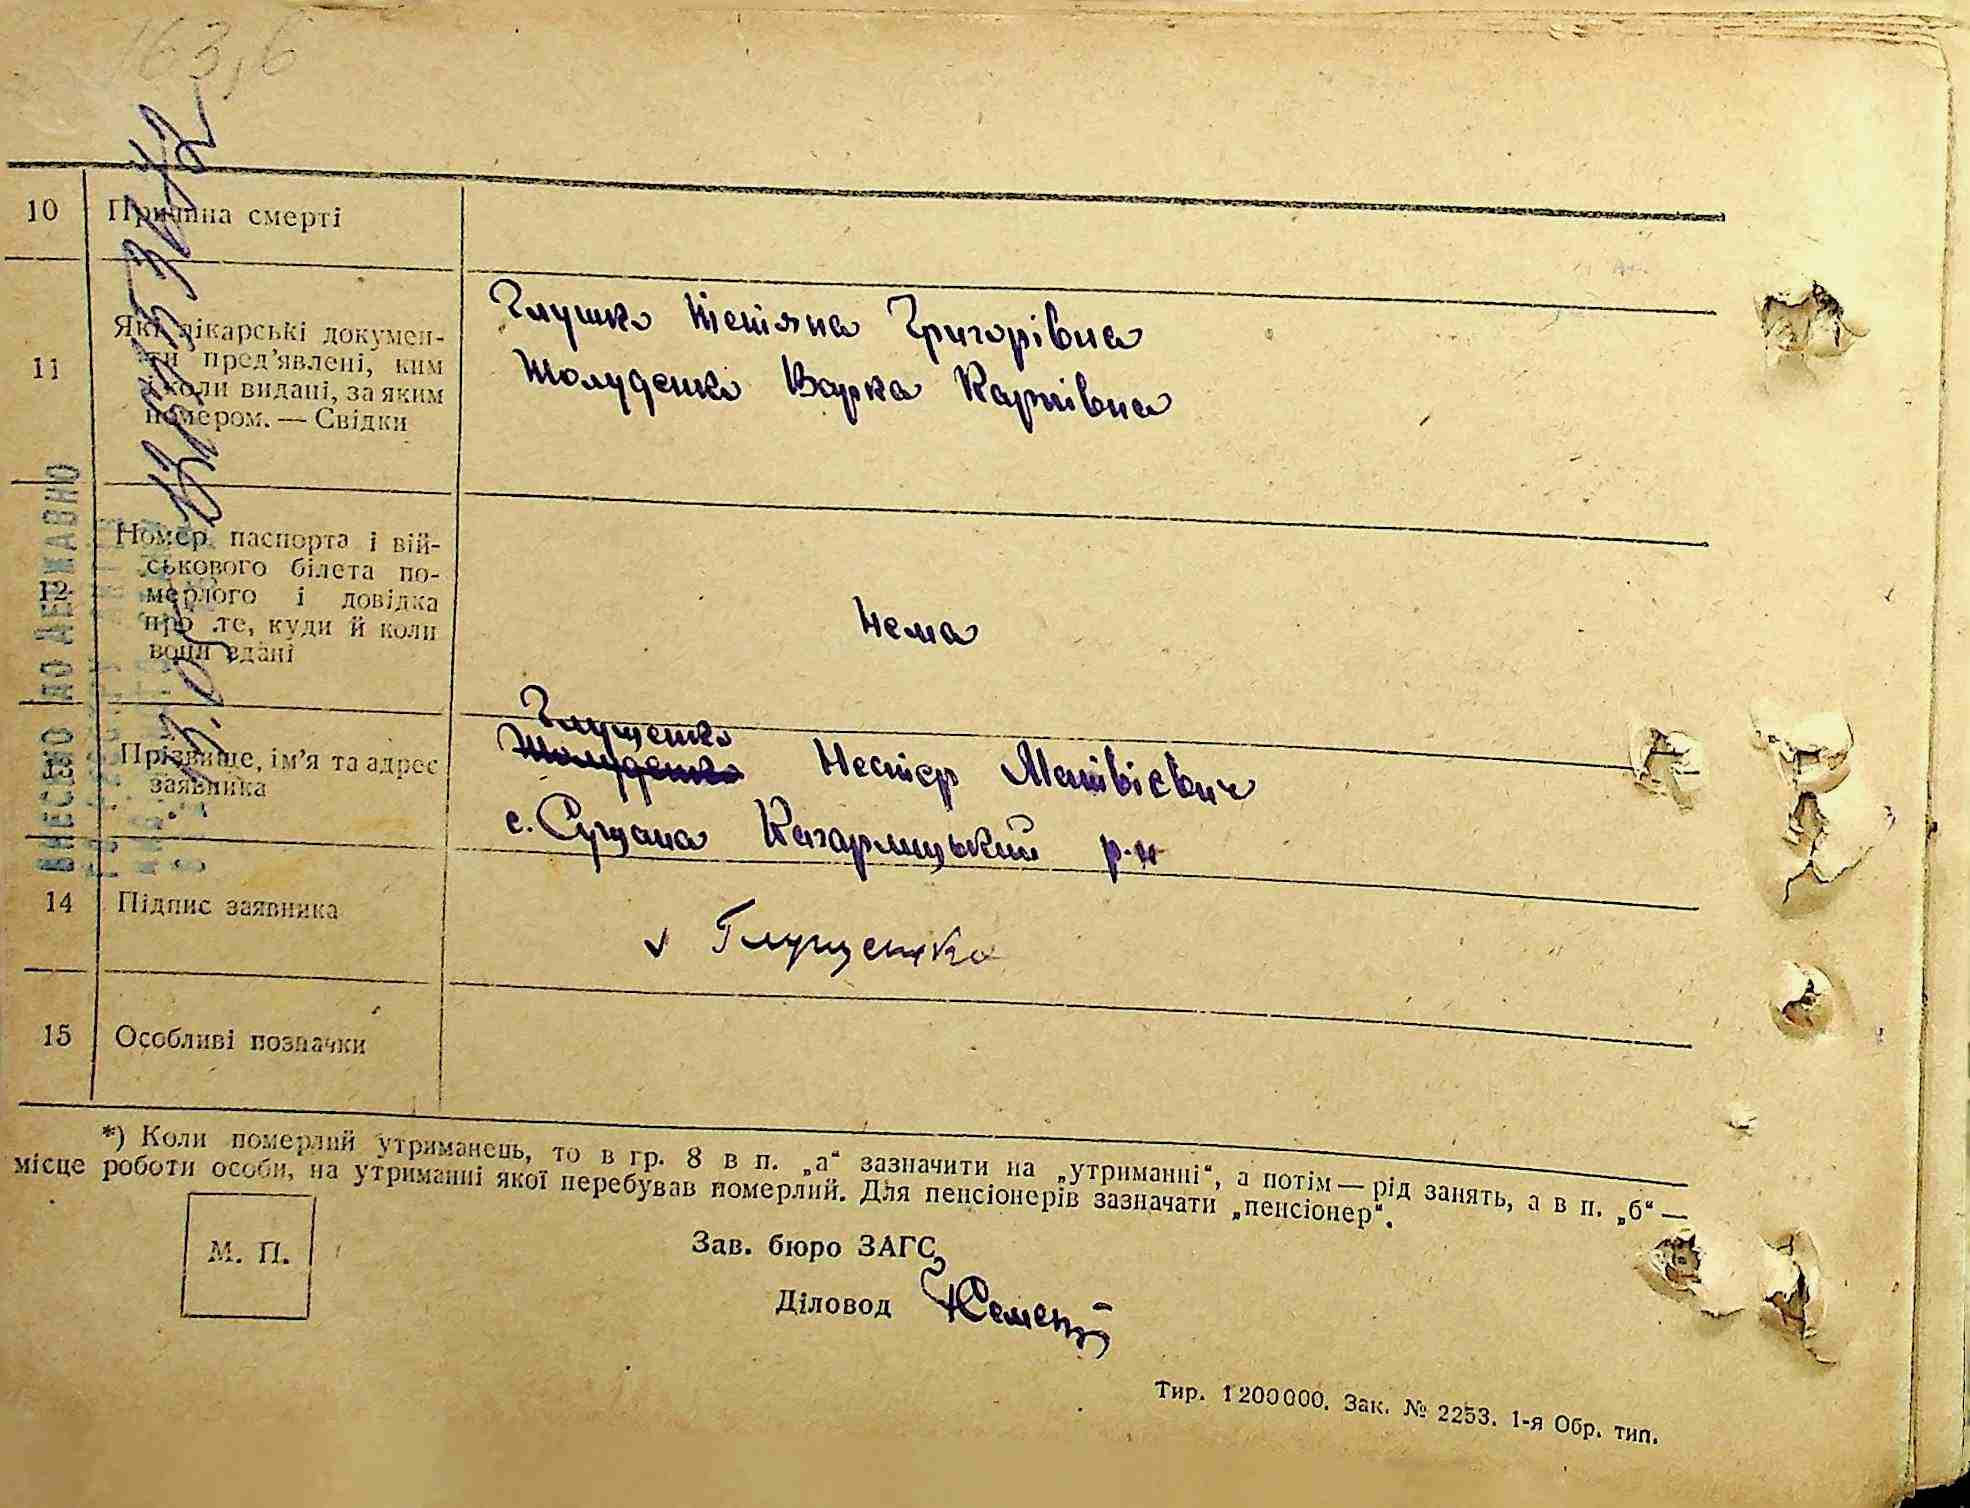 163,6
10 Причина смерті
11 Які лікарські докумен-
ти пред'явлені, ким
і коли видані, за яким
номером. — Свідки
Глушко Тетяна Григорівна
Шолуденко Варка Карпівна
12 Номер паспорта і вій-
ськового білета по-
мерлого і довідка
про те, куди й коли
вони здані
Нема
13 Прізвище, ім'я та адрес
заявника
Глущенко
Шолуденко Нестер Матвієвич
с. Сущана Кагарлицький р-н
14 Підпис заявника
Глущенко
15 Особливі позначки
*) Коли померлий утриманець, то в гр. 8 в п. „а“ зазначити на „утриманні“, а потім — рід занять, а в п. „б“ —
місце роботи особи, на утриманні якої перебував померлий. Для пенсіонерів зазначати „пенсіонер“.
М. П.
Зав. бюро ЗАГС
Діловод
Тир. 1200000. Зак. № 2253. 1-я Обр. тип.
ВНЕСЕНО ДО ДЕРЖАВНО